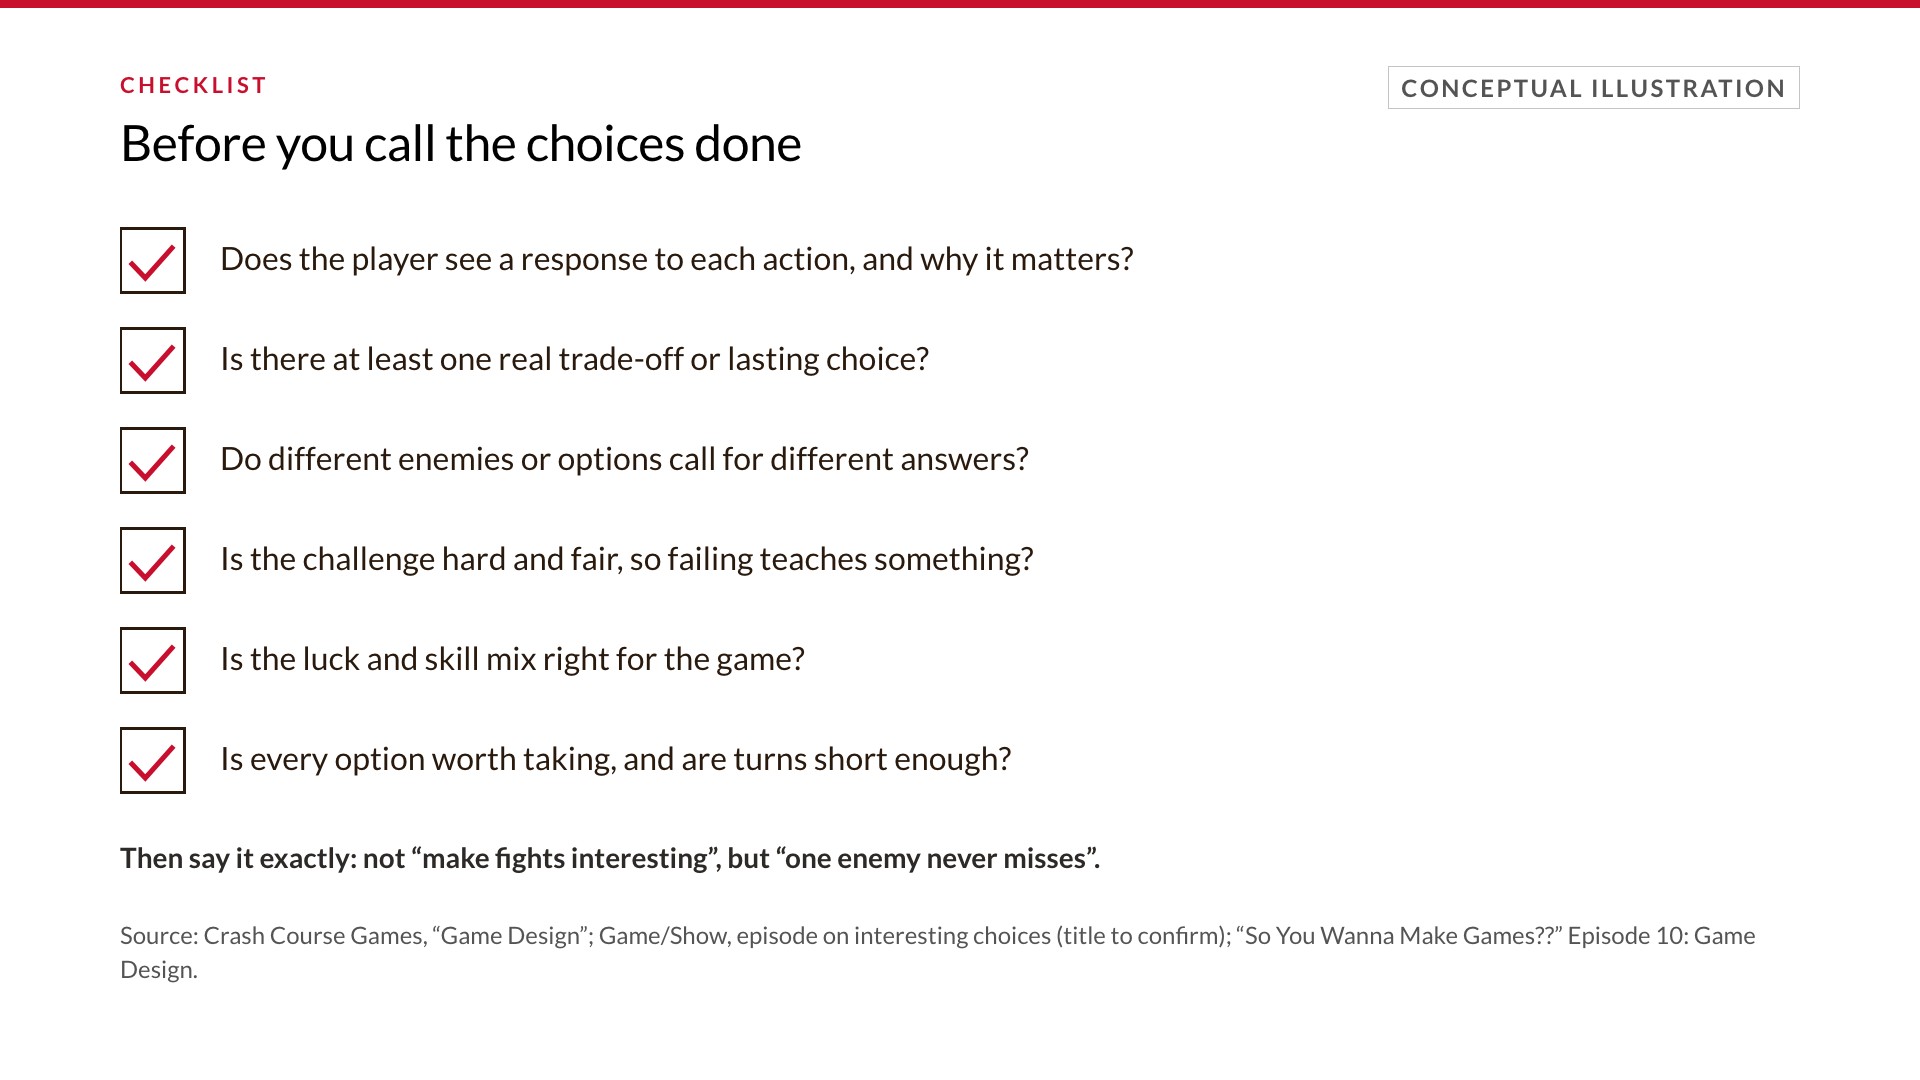 CHECKLIST
CONCEPTUAL ILLUSTRATION
Before you call the choices done
Does the player see a response to each action, and why it matters?
Is there at least one real trade-off or lasting choice?
Do different enemies or options call for different answers?
Is the challenge hard and fair, so failing teaches something?
Is the luck and skill mix right for the game?
Is every option worth taking, and are turns short enough?
Then say it exactly: not “make fights interesting”, but “one enemy never misses”.
Source: Crash Course Games, “Game Design”; Game/Show, episode on interesting choices (title to confirm); “So You Wanna Make Games??” Episode 10: Game
Design.